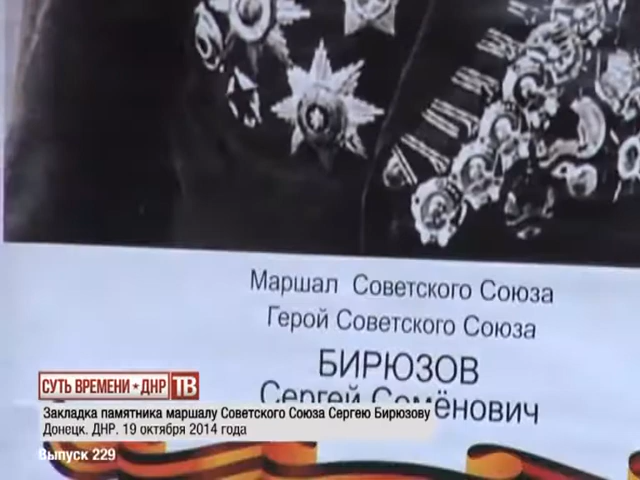 Маршал Советского Союза
Герой Советского Союза
БИРЮЗОВ
Сергей Семёнович
СУТЬ ВРЕМЕНИ ДНР ТВ
Закладка памятника маршалу Советского Союза Сергею Бирюзову
Донецк. ДНР. 19 октября 2014 года
Выпуск 229